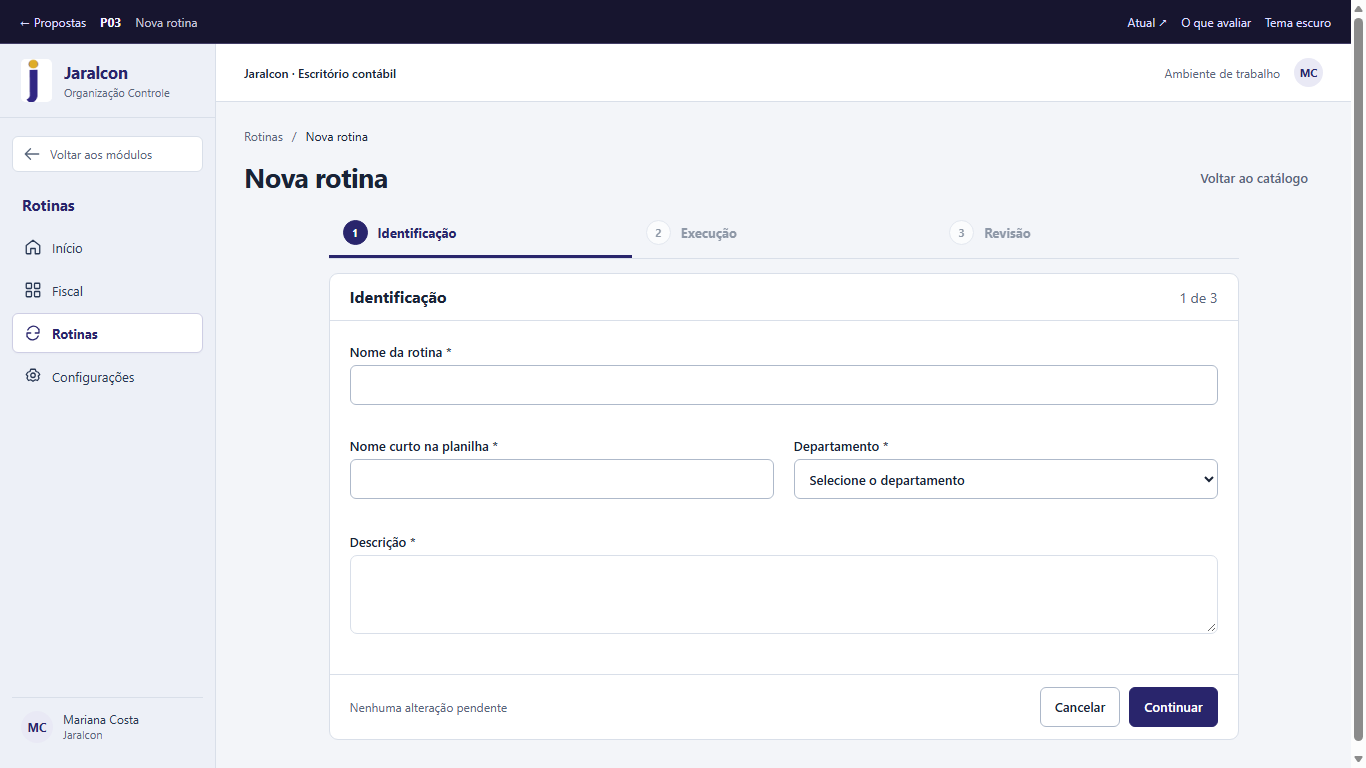 ← Propostas P03 Nova rotina
Atual ↗ O que avaliar Tema escuro
Jaralcon
Organização Controle
Jaralcon · Escritório contábil
Ambiente de trabalho MC
Voltar aos módulos
Rotinas
Início
Fiscal
Rotinas
Configurações
MC
Mariana Costa
Jaralcon
Rotinas / Nova rotina
Nova rotina
Voltar ao catálogo
1 Identificação
2 Execução
3 Revisão
Identificação
1 de 3
Nome da rotina *
Nome curto na planilha *
Departamento *
Selecione o departamento
Descrição *
Nenhuma alteração pendente
Cancelar
Continuar